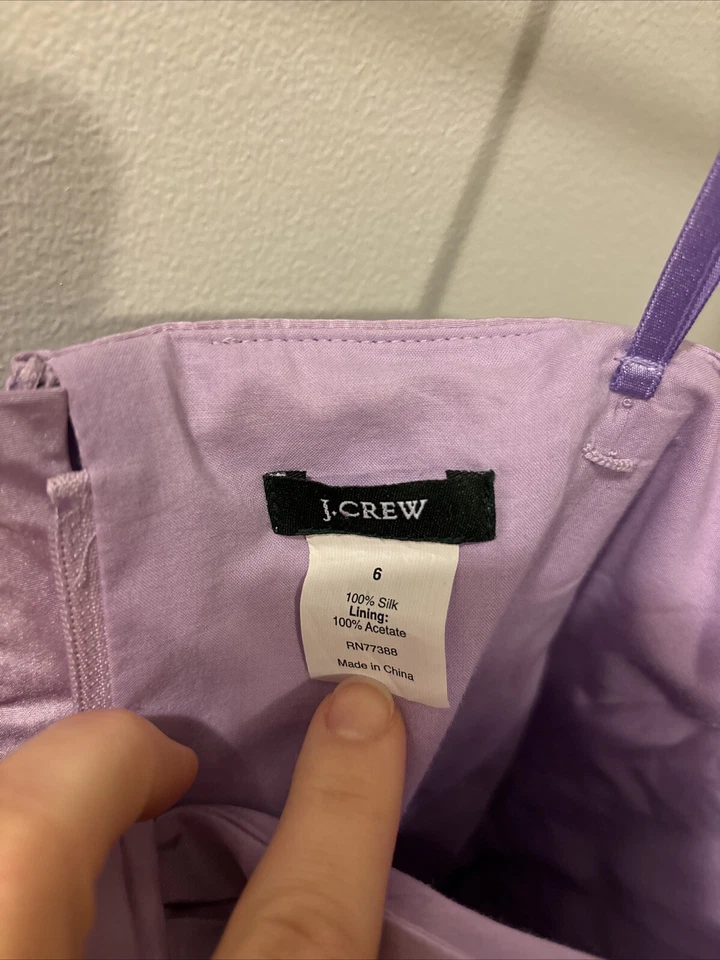 J.CREW
6
100% Silk
Lining:
100% Acetate
RN77388
Made in China